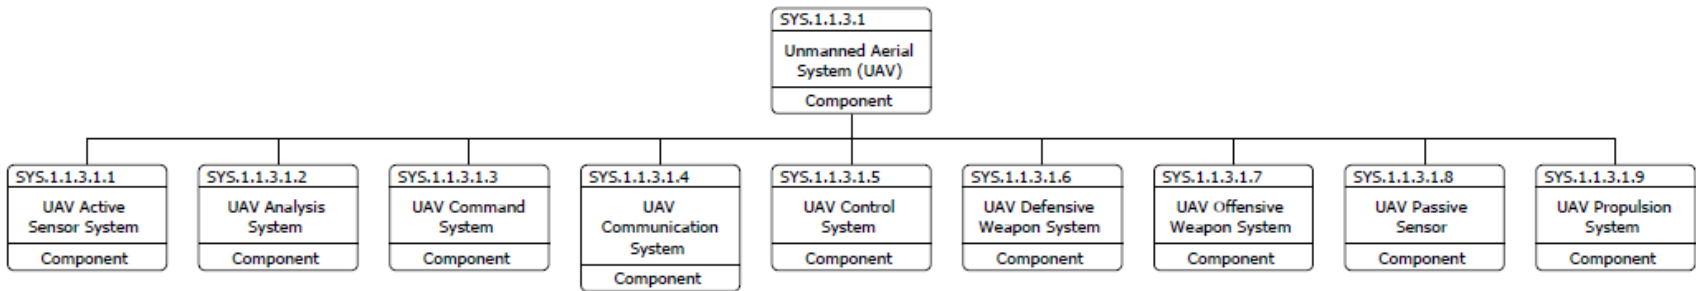 SYS.1.1.3.1
Unmanned Aerial
System (UAV)
Component
SYS.1.1.3.1.1
UAV Active
Sensor System
Component
SYS.1.1.3.1.2
UAV Analysis
System
Component
SYS.1.1.3.1.3
UAV Command
System
Component
SYS.1.1.3.1.4
UAV
Communication
System
Component
SYS.1.1.3.1.5
UAV Control
System
Component
SYS.1.1.3.1.6
UAV Defensive
Weapon System
Component
SYS.1.1.3.1.7
UAV Offensive
Weapon System
Component
SYS.1.1.3.1.8
UAV Passive
Sensor
Component
SYS.1.1.3.1.9
UAV Propulsion
System
Component